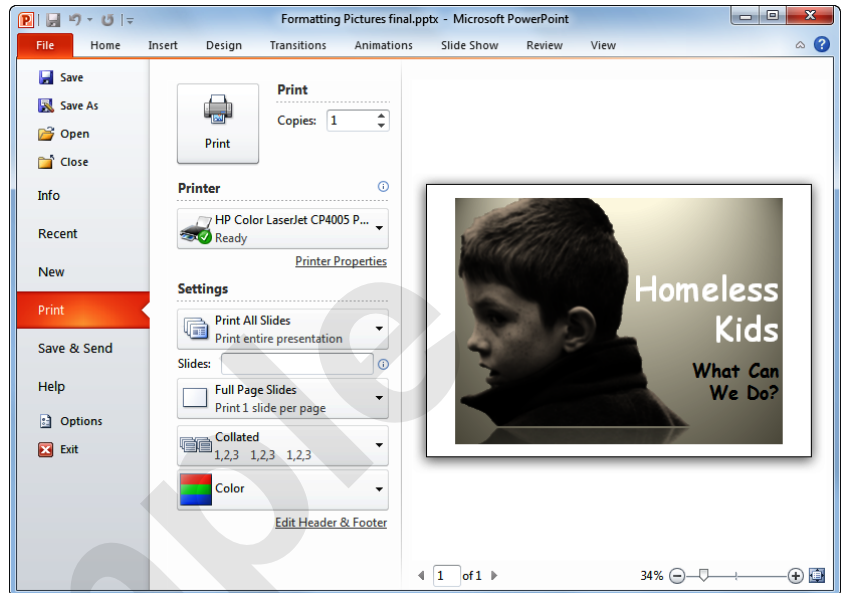 Formatting Pictures final.pptx - Microsoft PowerPoint
File Home Insert Design Transitions Animations Slide Show Review View
Save
Save As
Open
Close
Info
Recent
New
Print
Save & Send
Help
Options
Exit
Print
Print
Copies: 1
Printer
HP Color LaserJet CP4005 P...
Ready
Printer Properties
Settings
Print All Slides
Print entire presentation
Slides:
Full Page Slides
Print 1 slide per page
Collated
1,2,3 1,2,3 1,2,3
Color
Edit Header & Footer
Homeless
Kids
What Can
We Do?
1 of 1
34%